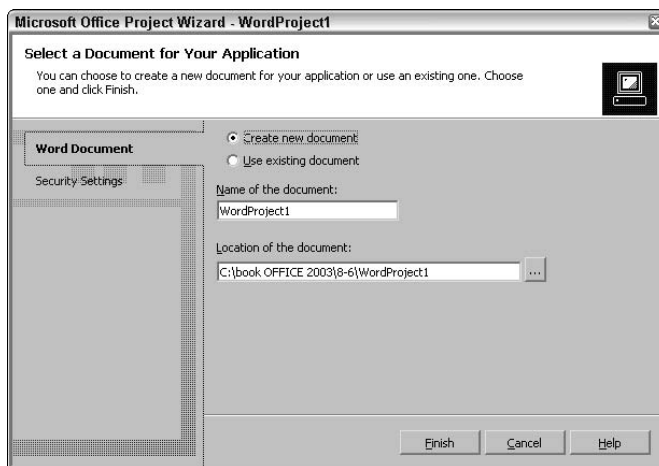 Microsoft Office Project Wizard - WordProject1
Select a Document for Your Application
You can choose to create a new document for your application or use an existing one. Choose
one and click Finish.
Word Document
Security Settings
Create new document
Use existing document
Name of the document:
WordProject1
Location of the document:
C:\book OFFICE 2003\8-6\WordProject1
...
Finish
Cancel
Help